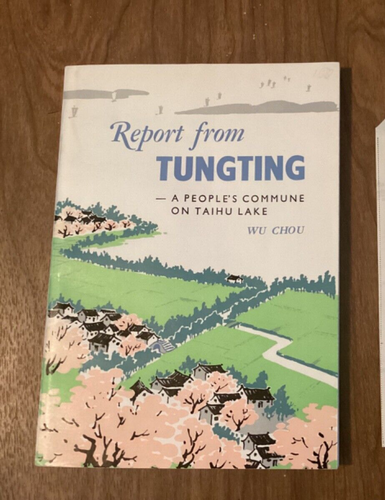 Report from
TUNGTING
— A PEOPLE'S COMMUNE
ON TAIHU LAKE
WU CHOU